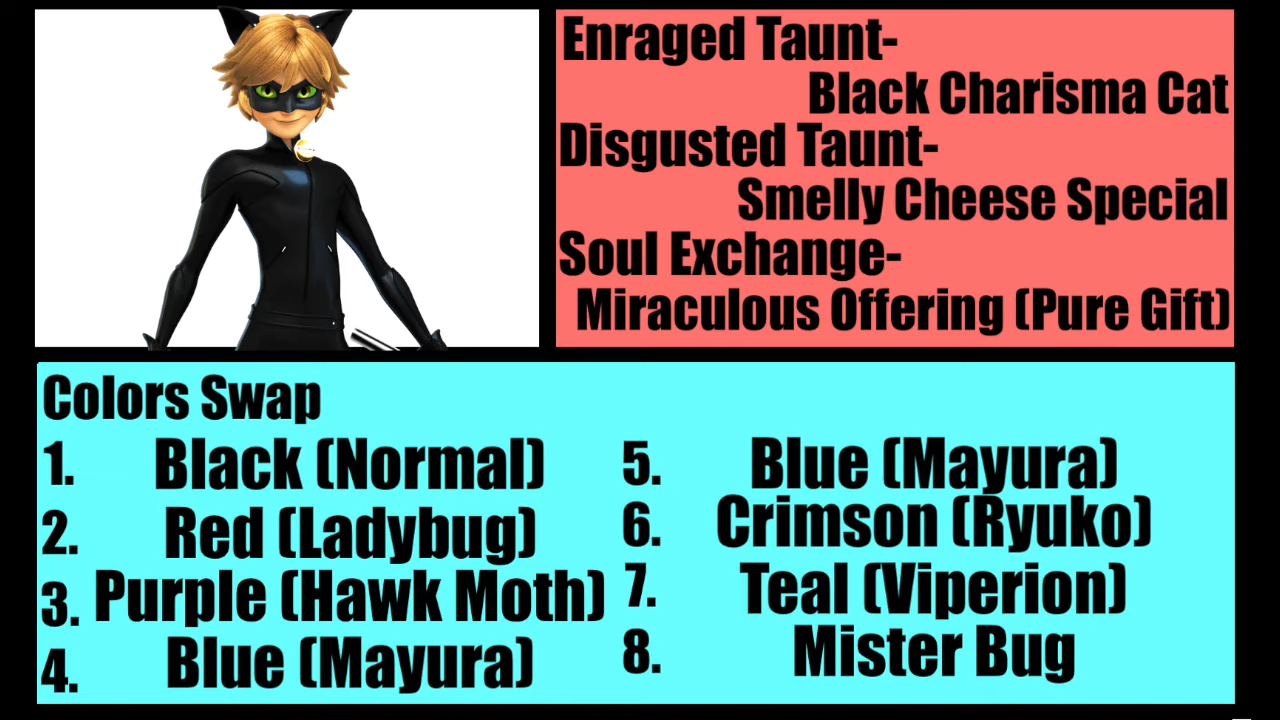 Enraged Taunt-
Black Charisma Cat
Disgusted Taunt-
Smelly Cheese Special
Soul Exchange-
Miraculous Offering (Pure Gift)
Colors Swap
1. Black (Normal)
2. Red (Ladybug)
3. Purple (Hawk Moth)
4. Blue (Mayura)
5. Blue (Mayura)
6. Crimson (Ryuko)
7. Teal (Viperion)
8. Mister Bug